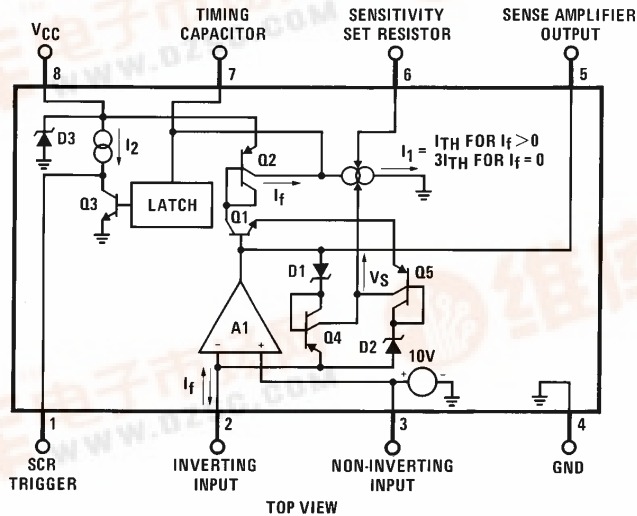 VCC
TIMING CAPACITOR
SENSITIVITY SET RESISTOR
SENSE AMPLIFIER OUTPUT
8
7
6
5
D3
I2
Q2
I1 = ITH FOR If >0
3ITH FOR If = 0
If
Q3
LATCH
Q1
D1
VS
Q5
A1
Q4
D2
10V
- +
+ -
If
1
2
3
4
SCR TRIGGER
INVERTING INPUT
NON-INVERTING INPUT
GND
TOP VIEW